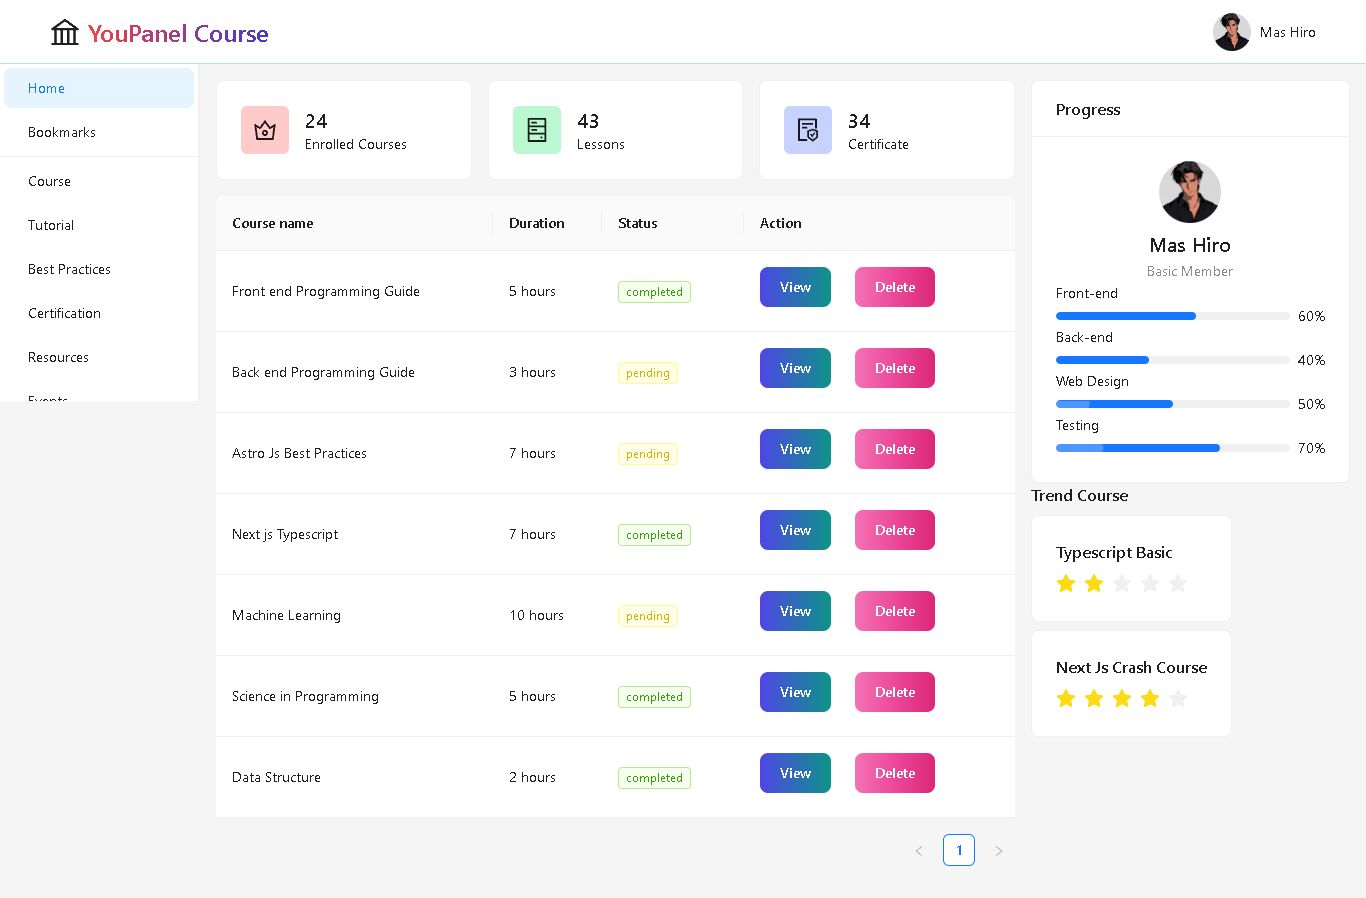 YouPanel Course
Mas Hiro
Home
Bookmarks
Course
Tutorial
Best Practices
Certification
Resources
Events
24
Enrolled Courses
43
Lessons
34
Certificate
Course name Duration Status Action
Front end Programming Guide 5 hours completed View Delete
Back end Programming Guide 3 hours pending View Delete
Astro Js Best Practices 7 hours pending View Delete
Next js Typescript 7 hours completed View Delete
Machine Learning 10 hours pending View Delete
Science in Programming 5 hours completed View Delete
Data Structure 2 hours completed View Delete
< 1 >
Progress
Mas Hiro
Basic Member
Front-end
60%
Back-end
40%
Web Design
50%
Testing
70%
Trend Course
Typescript Basic
Next Js Crash Course